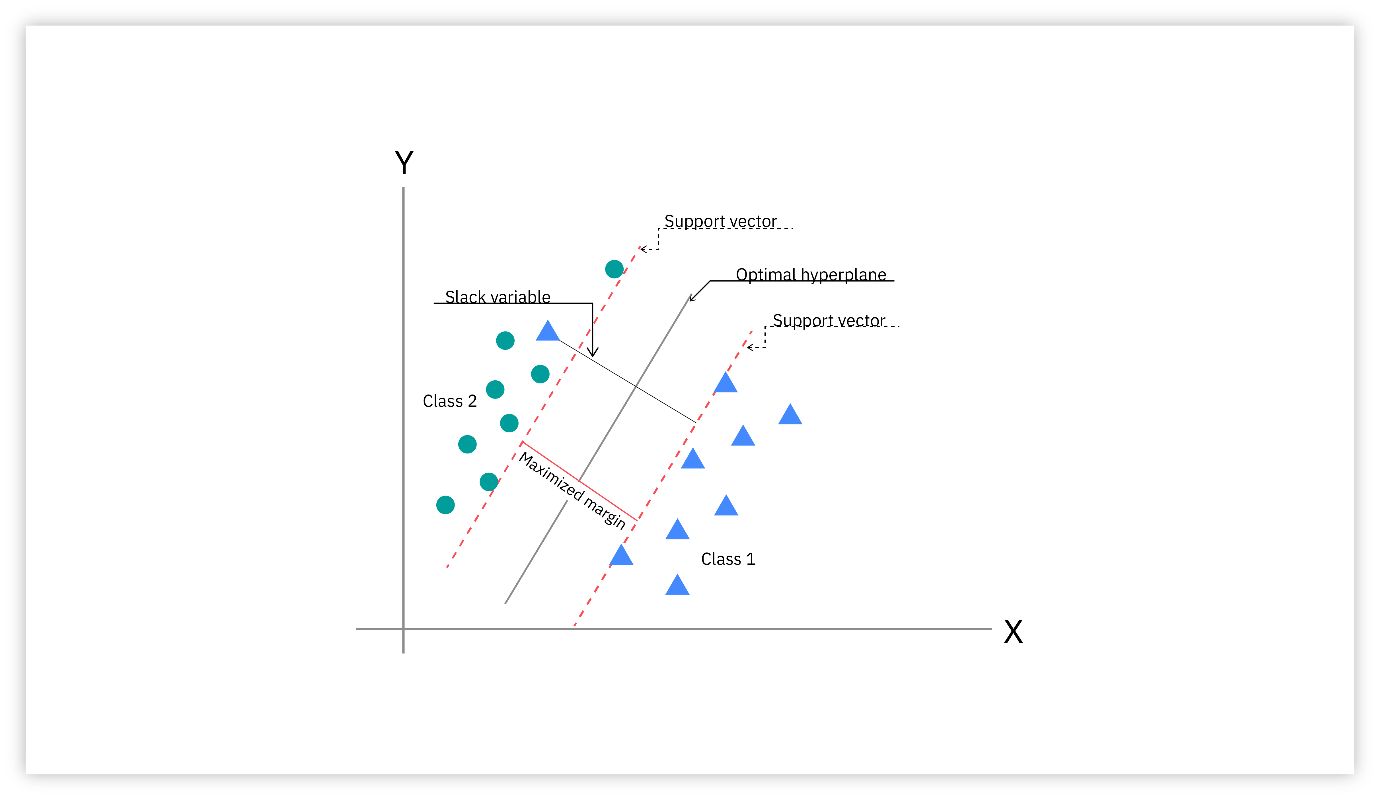 Y
Support vector
Optimal hyperplane
Slack variable
Support vector
Class 2
Maximized margin
Class 1
X